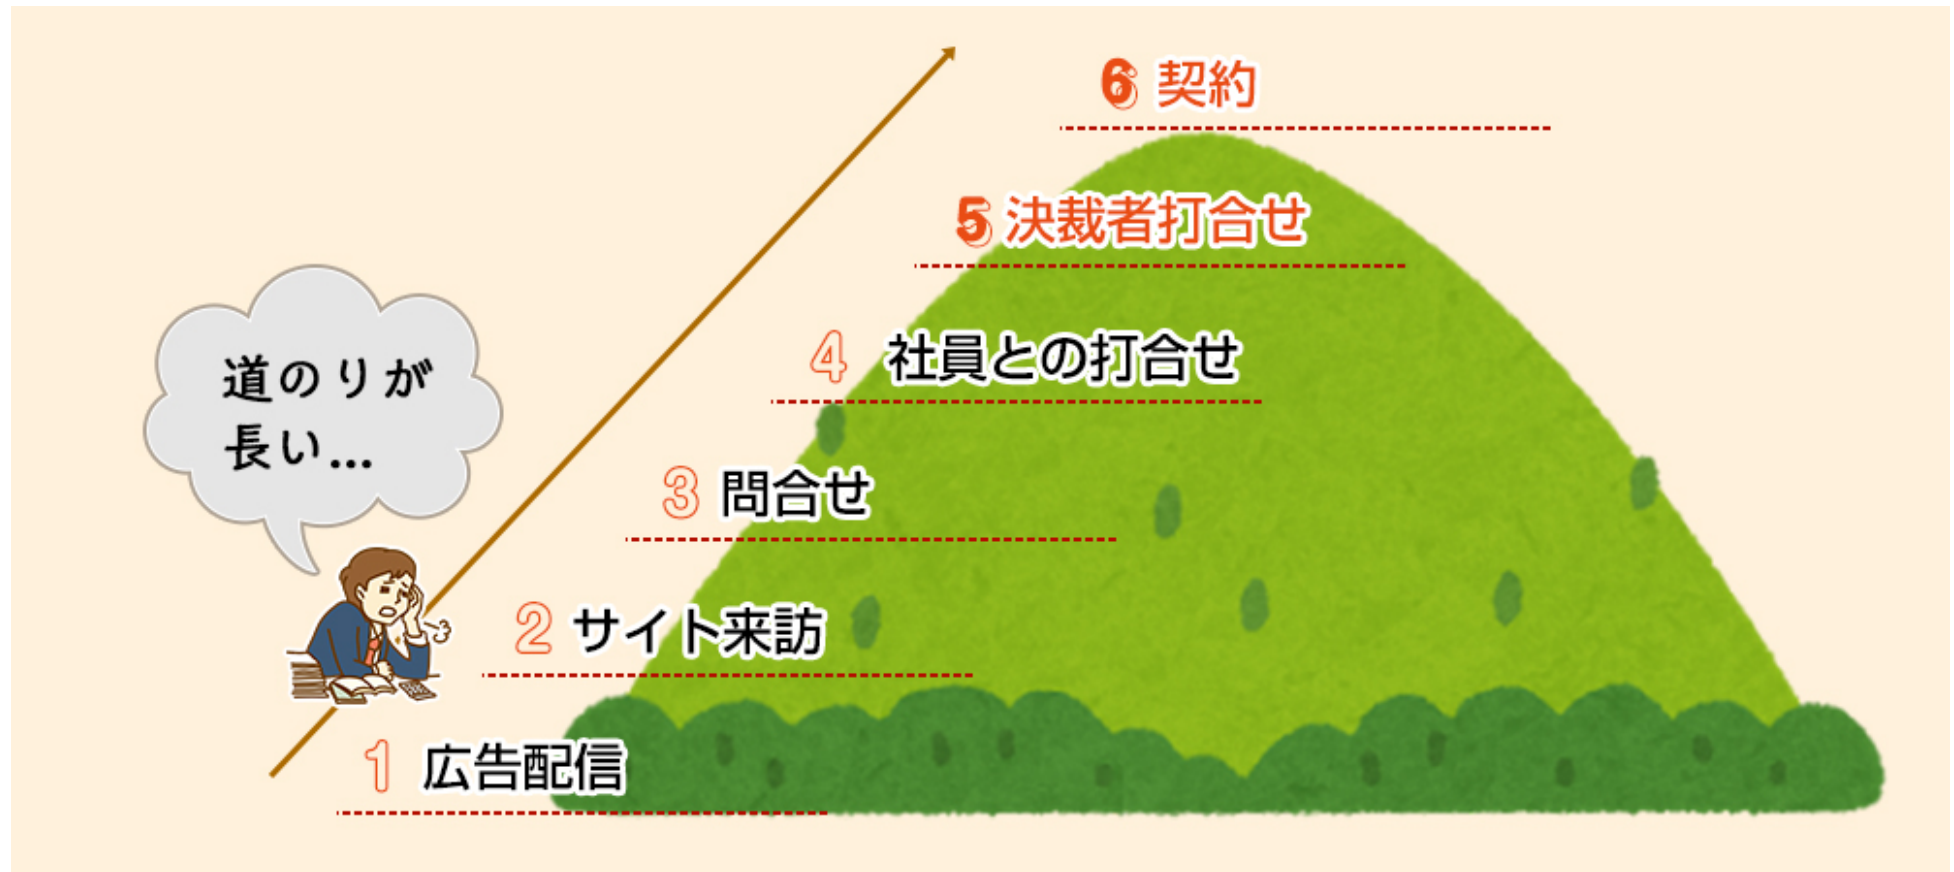 6 契約
5 決裁者打合せ
4 社員との打合せ
道のりが
長い...
3 問合せ
2 サイト来訪
1 広告配信